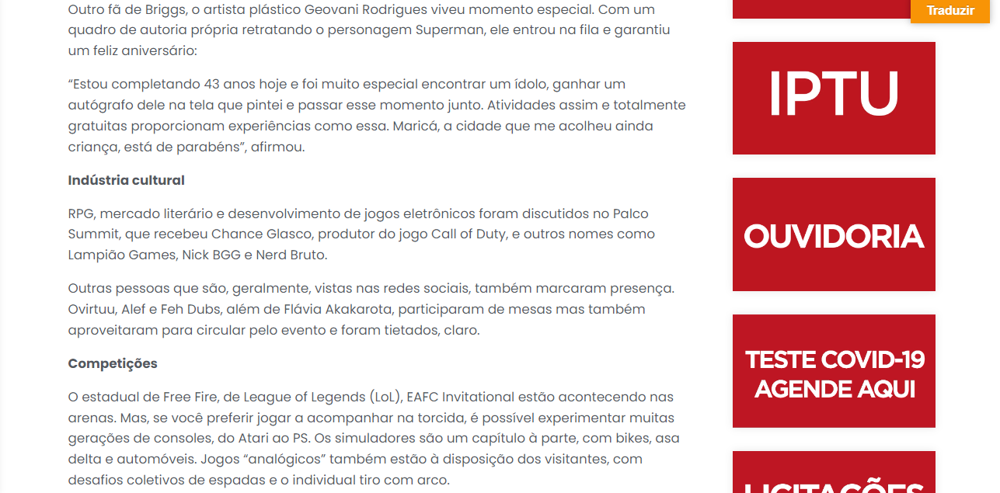 Outro fã de Briggs, o artista plástico Geovani Rodrigues viveu momento especial. Com um
quadro de autoria própria retratando o personagem Superman, ele entrou na fila e garantiu
um feliz aniversário:
“Estou completando 43 anos hoje e foi muito especial encontrar um ídolo, ganhar um
autógrafo dele na tela que pintei e passar esse momento junto. Atividades assim e totalmente
gratuitas proporcionam experiências como essa. Maricá, a cidade que me acolheu ainda
criança, está de parabéns”, afirmou.
Indústria cultural
RPG, mercado literário e desenvolvimento de jogos eletrônicos foram discutidos no Palco
Summit, que recebeu Chance Glasco, produtor do jogo Call of Duty, e outros nomes como
Lampião Games, Nick BGG e Nerd Bruto.
Outras pessoas que são, geralmente, vistas nas redes sociais, também marcaram presença.
Ovirtuu, Alef e Feh Dubs, além de Flávia Akakarota, participaram de mesas mas também
aproveitaram para circular pelo evento e foram tietados, claro.
Competições
O estadual de Free Fire, de League of Legends (LoL), EAFC Invitational estão acontecendo nas
arenas. Mas, se você preferir jogar a acompanhar na torcida, é possível experimentar muitas
gerações de consoles, do Atari ao PS. Os simuladores são um capítulo à parte, com bikes, asa
delta e automóveis. Jogos “analógicos” também estão à disposição dos visitantes, com
desafios coletivos de espadas e o individual tiro com arco.
Traduzir
IPTU
OUVIDORIA
TESTE COVID-19
AGENDE AQUI
LICITAÇÕES